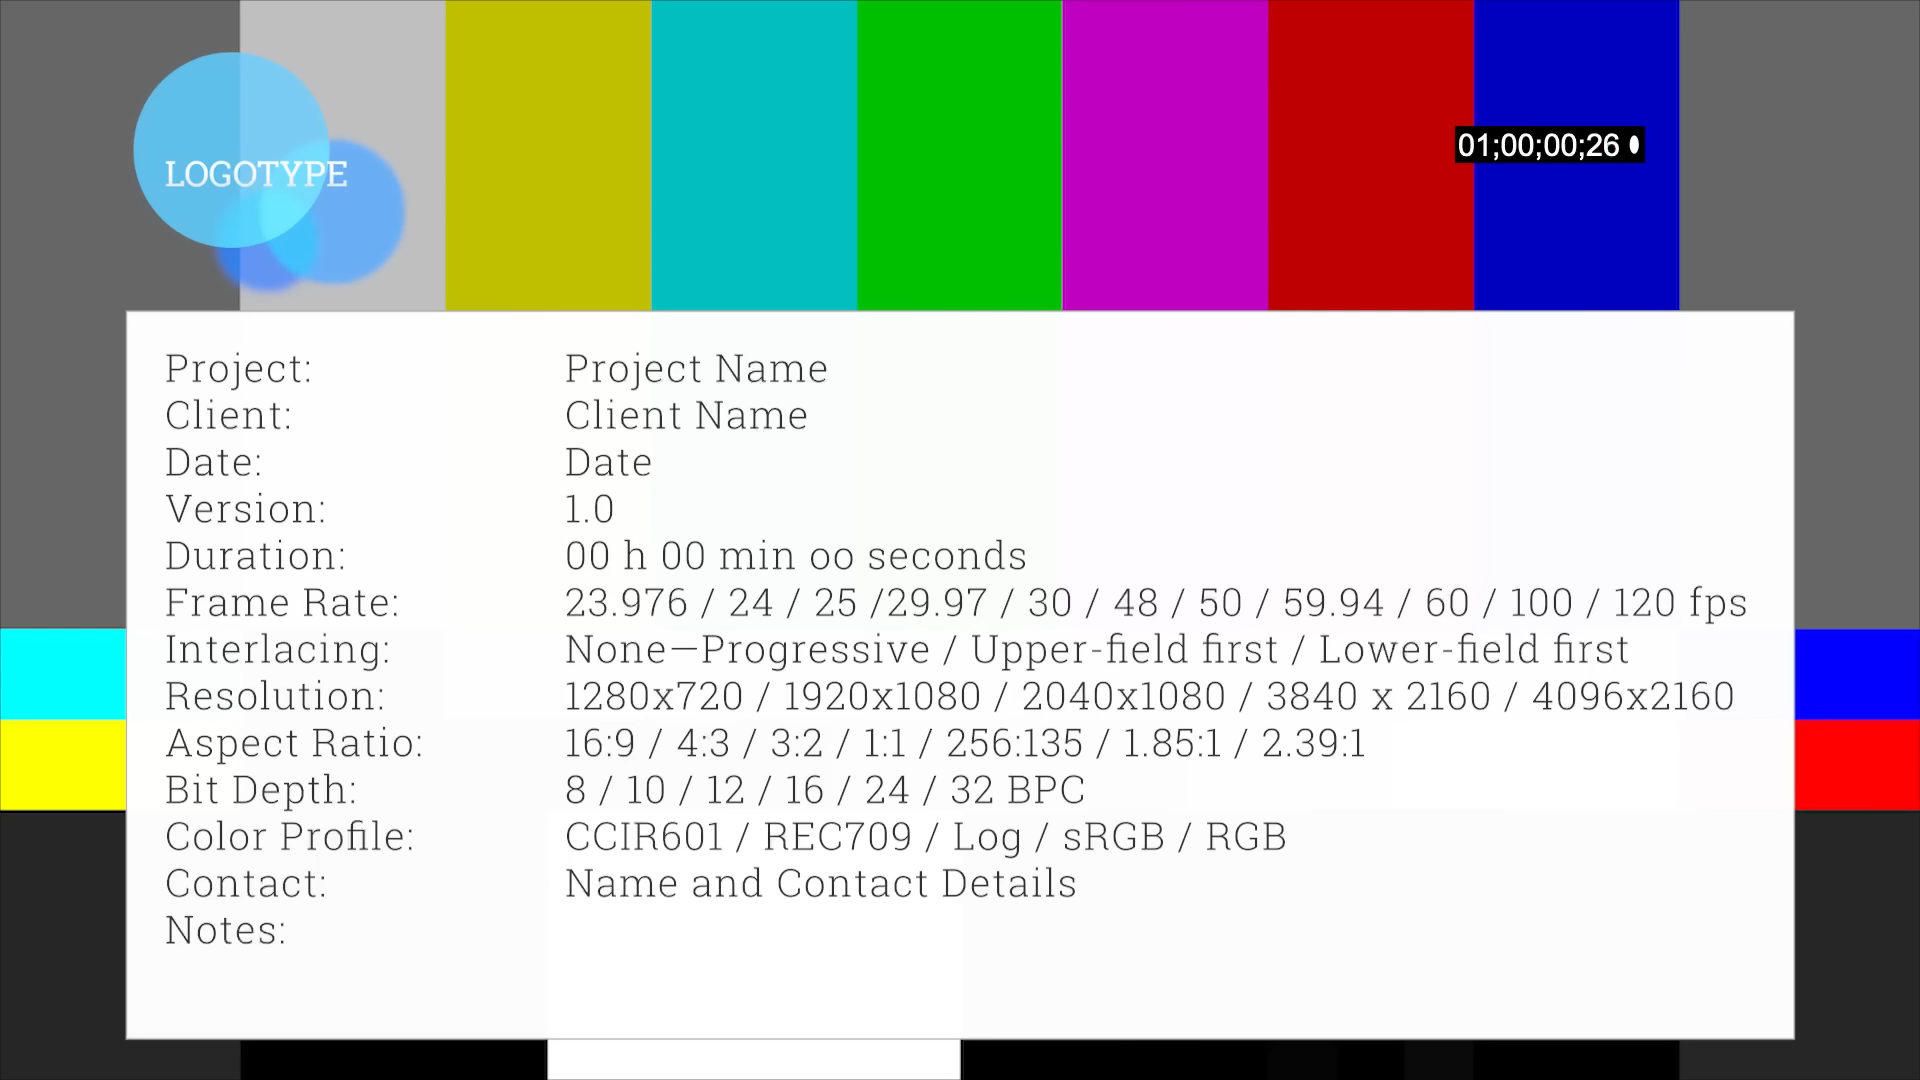 LOGOTYPE
01;00;00;26
Project: Project Name
Client: Client Name
Date: Date
Version: 1.0
Duration: 00 h 00 min oo seconds
Frame Rate: 23.976 / 24 / 25 /29.97 / 30 / 48 / 50 / 59.94 / 60 / 100 / 120 fps
Interlacing: None—Progressive / Upper-field first / Lower-field first
Resolution: 1280x720 / 1920x1080 / 2040x1080 / 3840 x 2160 / 4096x2160
Aspect Ratio: 16:9 / 4:3 / 3:2 / 1:1 / 256:135 / 1.85:1 / 2.39:1
Bit Depth: 8 / 10 / 12 / 16 / 24 / 32 BPC
Color Profile: CCIR601 / REC709 / Log / sRGB / RGB
Contact: Name and Contact Details
Notes: